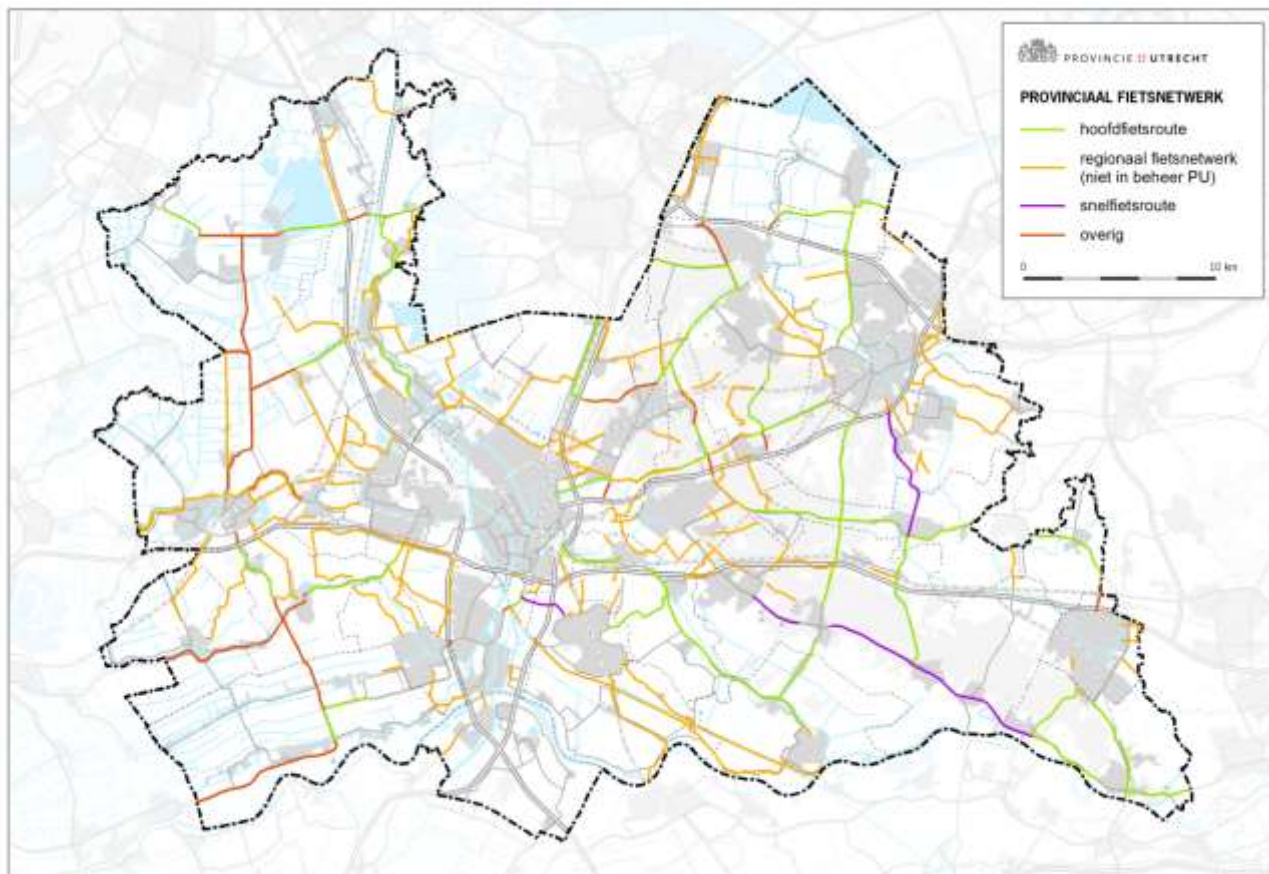 PROVINCIE UTRECHT
PROVINCIAAL FIETSNETWERK
hoofdfietsroute
regionaal fietsnetwerk
(niet in beheer PU)
snelfietsroute
overig
0 10 km